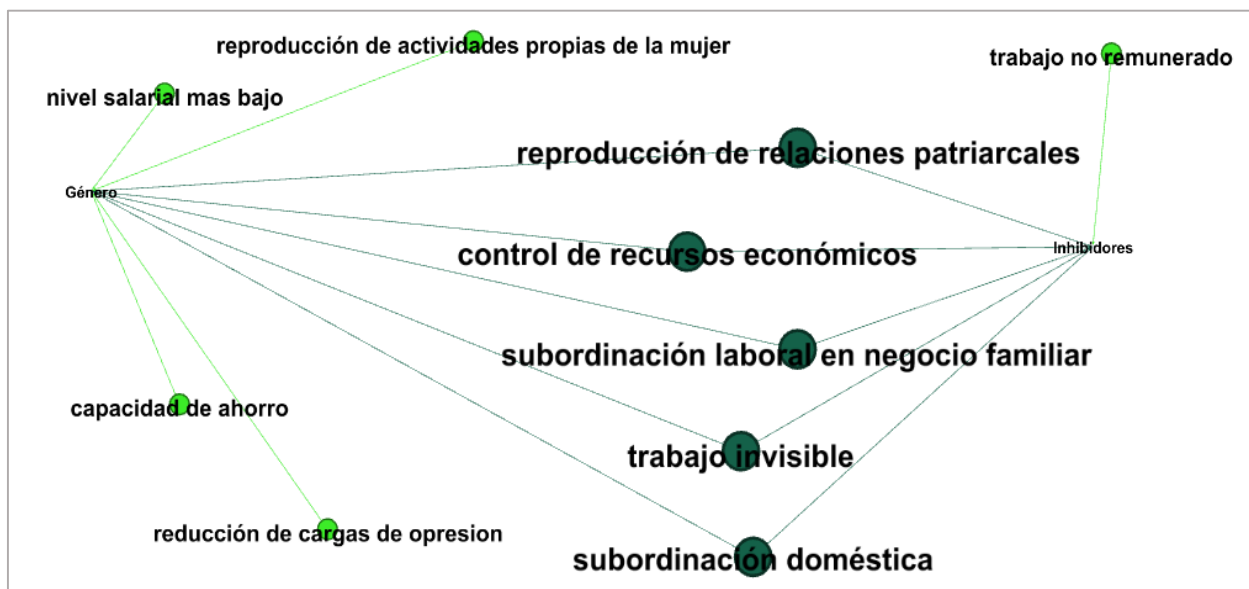 reproducción de actividades propias de la mujer
trabajo no remunerado
nivel salarial mas bajo
reproducción de relaciones patriarcales
Género
control de recursos económicos
Inhibidores
subordinación laboral en negocio familiar
capacidad de ahorro
trabajo invisible
reducción de cargas de opresion
subordinación doméstica